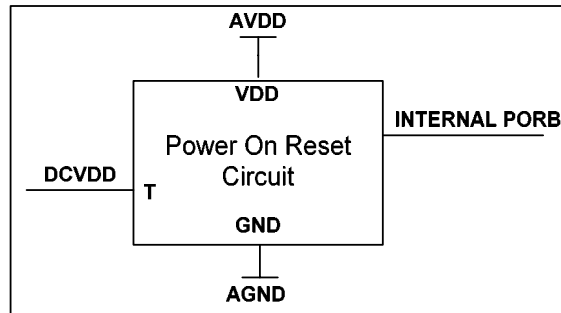 AVDD
VDD
INTERNAL PORB
Power On Reset
Circuit
DCVDD
T
GND
AGND